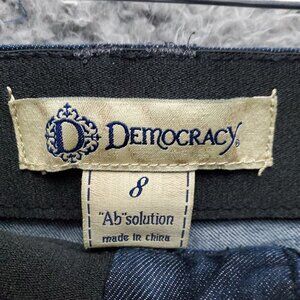 D DEMOCRACY®
8
"Ab"solution
made in china